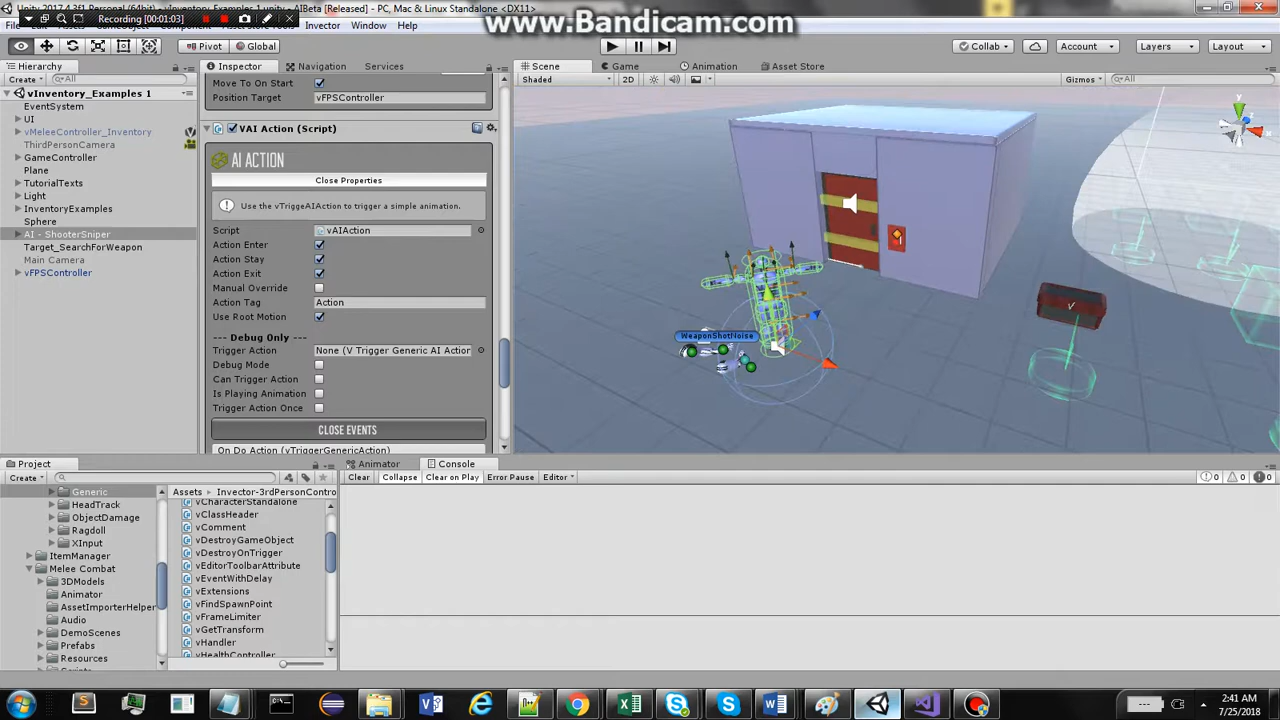 Unity 2017.4.3f1 Personal (64bit) - vInventory_Examples 1.unity - AIBeta [Released] - PC, Mac & Linux Standalone <DX11>
Recording [00:01:03]
www.Bandicam.com
Invector Window Help
Pivot Global
Collab Account Layers Layout
Hierarchy
Create All
vInventory_Examples 1
EventSystem
UI
vMeleeController_Inventory
ThirdPersonCamera
GameController
Plane
TutorialTexts
Light
InventoryExamples
Sphere
AI - ShooterSniper
Target_SearchForWeapon
Main Camera
vFPSController
Inspector Navigation Services
Move To On Start
Position Target vFPSController
VAI Action (Script)
AI ACTION
Close Properties
Use the vTriggeAIAction to trigger a simple animation.
Script vAIAction
Action Enter
Action Stay
Action Exit
Manual Override
Action Tag Action
Use Root Motion
--- Debug Only ---
Trigger Action None (V Trigger Generic AI Action
Debug Mode
Can Trigger Action
Is Playing Animation
Trigger Action Once
CLOSE EVENTS
On Do Action (vTriggerGenericAction)
Scene Game Animation Asset Store
Shaded 2D Gizmos All
y
x
WeaponShotNoise
V
Project
Create
Generic
HeadTrack
ObjectDamage
Ragdoll
XInput
ItemManager
Melee Combat
3DModels
Animator
AssetImporterHelper
Audio
DemoScenes
Prefabs
Resources
Assets Invector-3rdPersonContro
vCharacterStandalone
vClassHeader
vComment
vDestroyGameObject
vDestroyOnTrigger
vEditorToolbarAttribute
vEventWithDelay
vExtensions
vFindSpawnPoint
vFrameLimiter
vGetTransform
vHandler
vHealthController
Animator Console
Clear Collapse Clear on Play Error Pause Editor
0 0 0
2:41 AM
7/25/2018